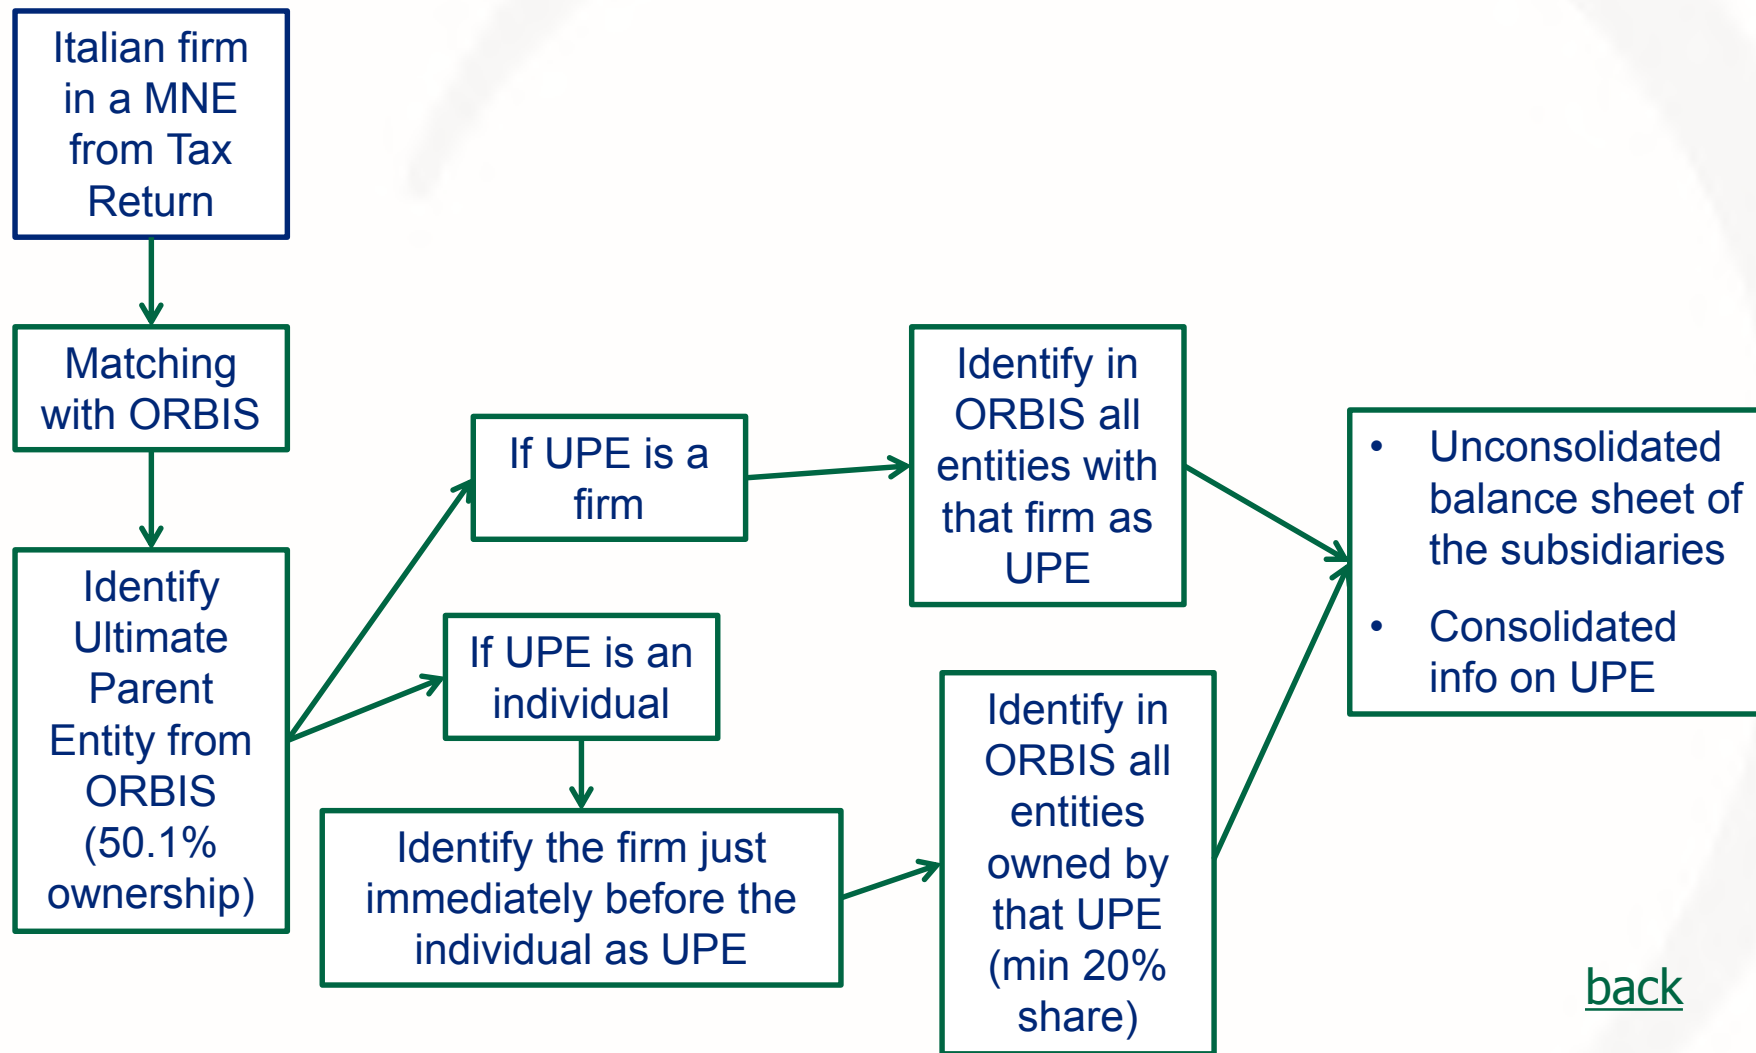 Italian firm
in a MNE
from Tax
Return
Matching
with ORBIS
Identify
Ultimate
Parent
Entity from
ORBIS
(50.1%
ownership)
If UPE is a
firm
If UPE is an
individual
Identify the firm just
immediately before the
individual as UPE
Identify in
ORBIS all
entities with
that firm as
UPE
Identify in
ORBIS all
entities
owned by
that UPE
(min 20%
share)
• Unconsolidated
balance sheet of
the subsidiaries
• Consolidated
info on UPE
back